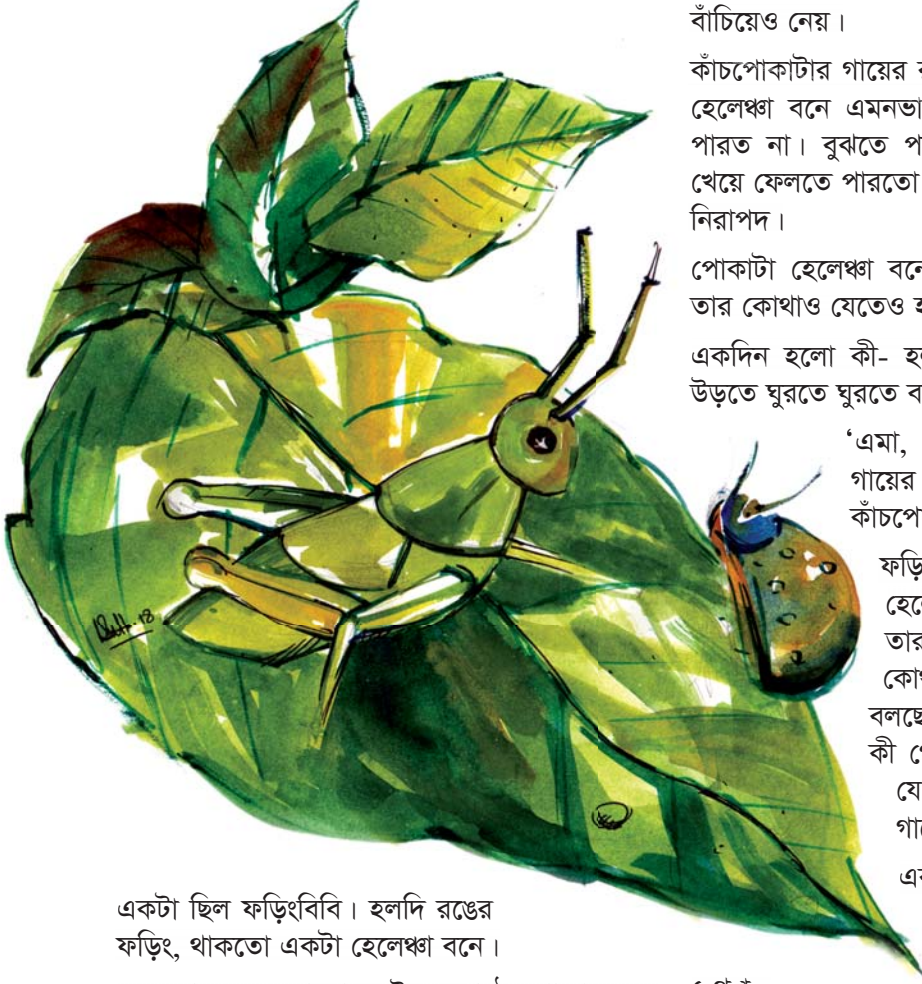 একটা ছিল ফড়িংবিবি। হলদি রঙের
ফড়িং, থাকতো একটা হেলেঞ্চা বনে।
বাঁচিয়েও নেয়।
কাঁচপোকাটার গায়ের
হেলেঞ্চা বনে এমনভা
পারত না। বুঝতে
খেয়ে ফেলতে পারতো
নিরাপদ।
পোকাটা হেলেঞ্চা বনে
তার কোথাও যেতেও
একদিন হলো কী-
উড়তে ঘুরতে ঘুরতে ব
‘এমা,
গায়ের
কাঁচপো
ফড়ি
হেলে
তার
কোথ
বলছে
কী
যে
গা
এ